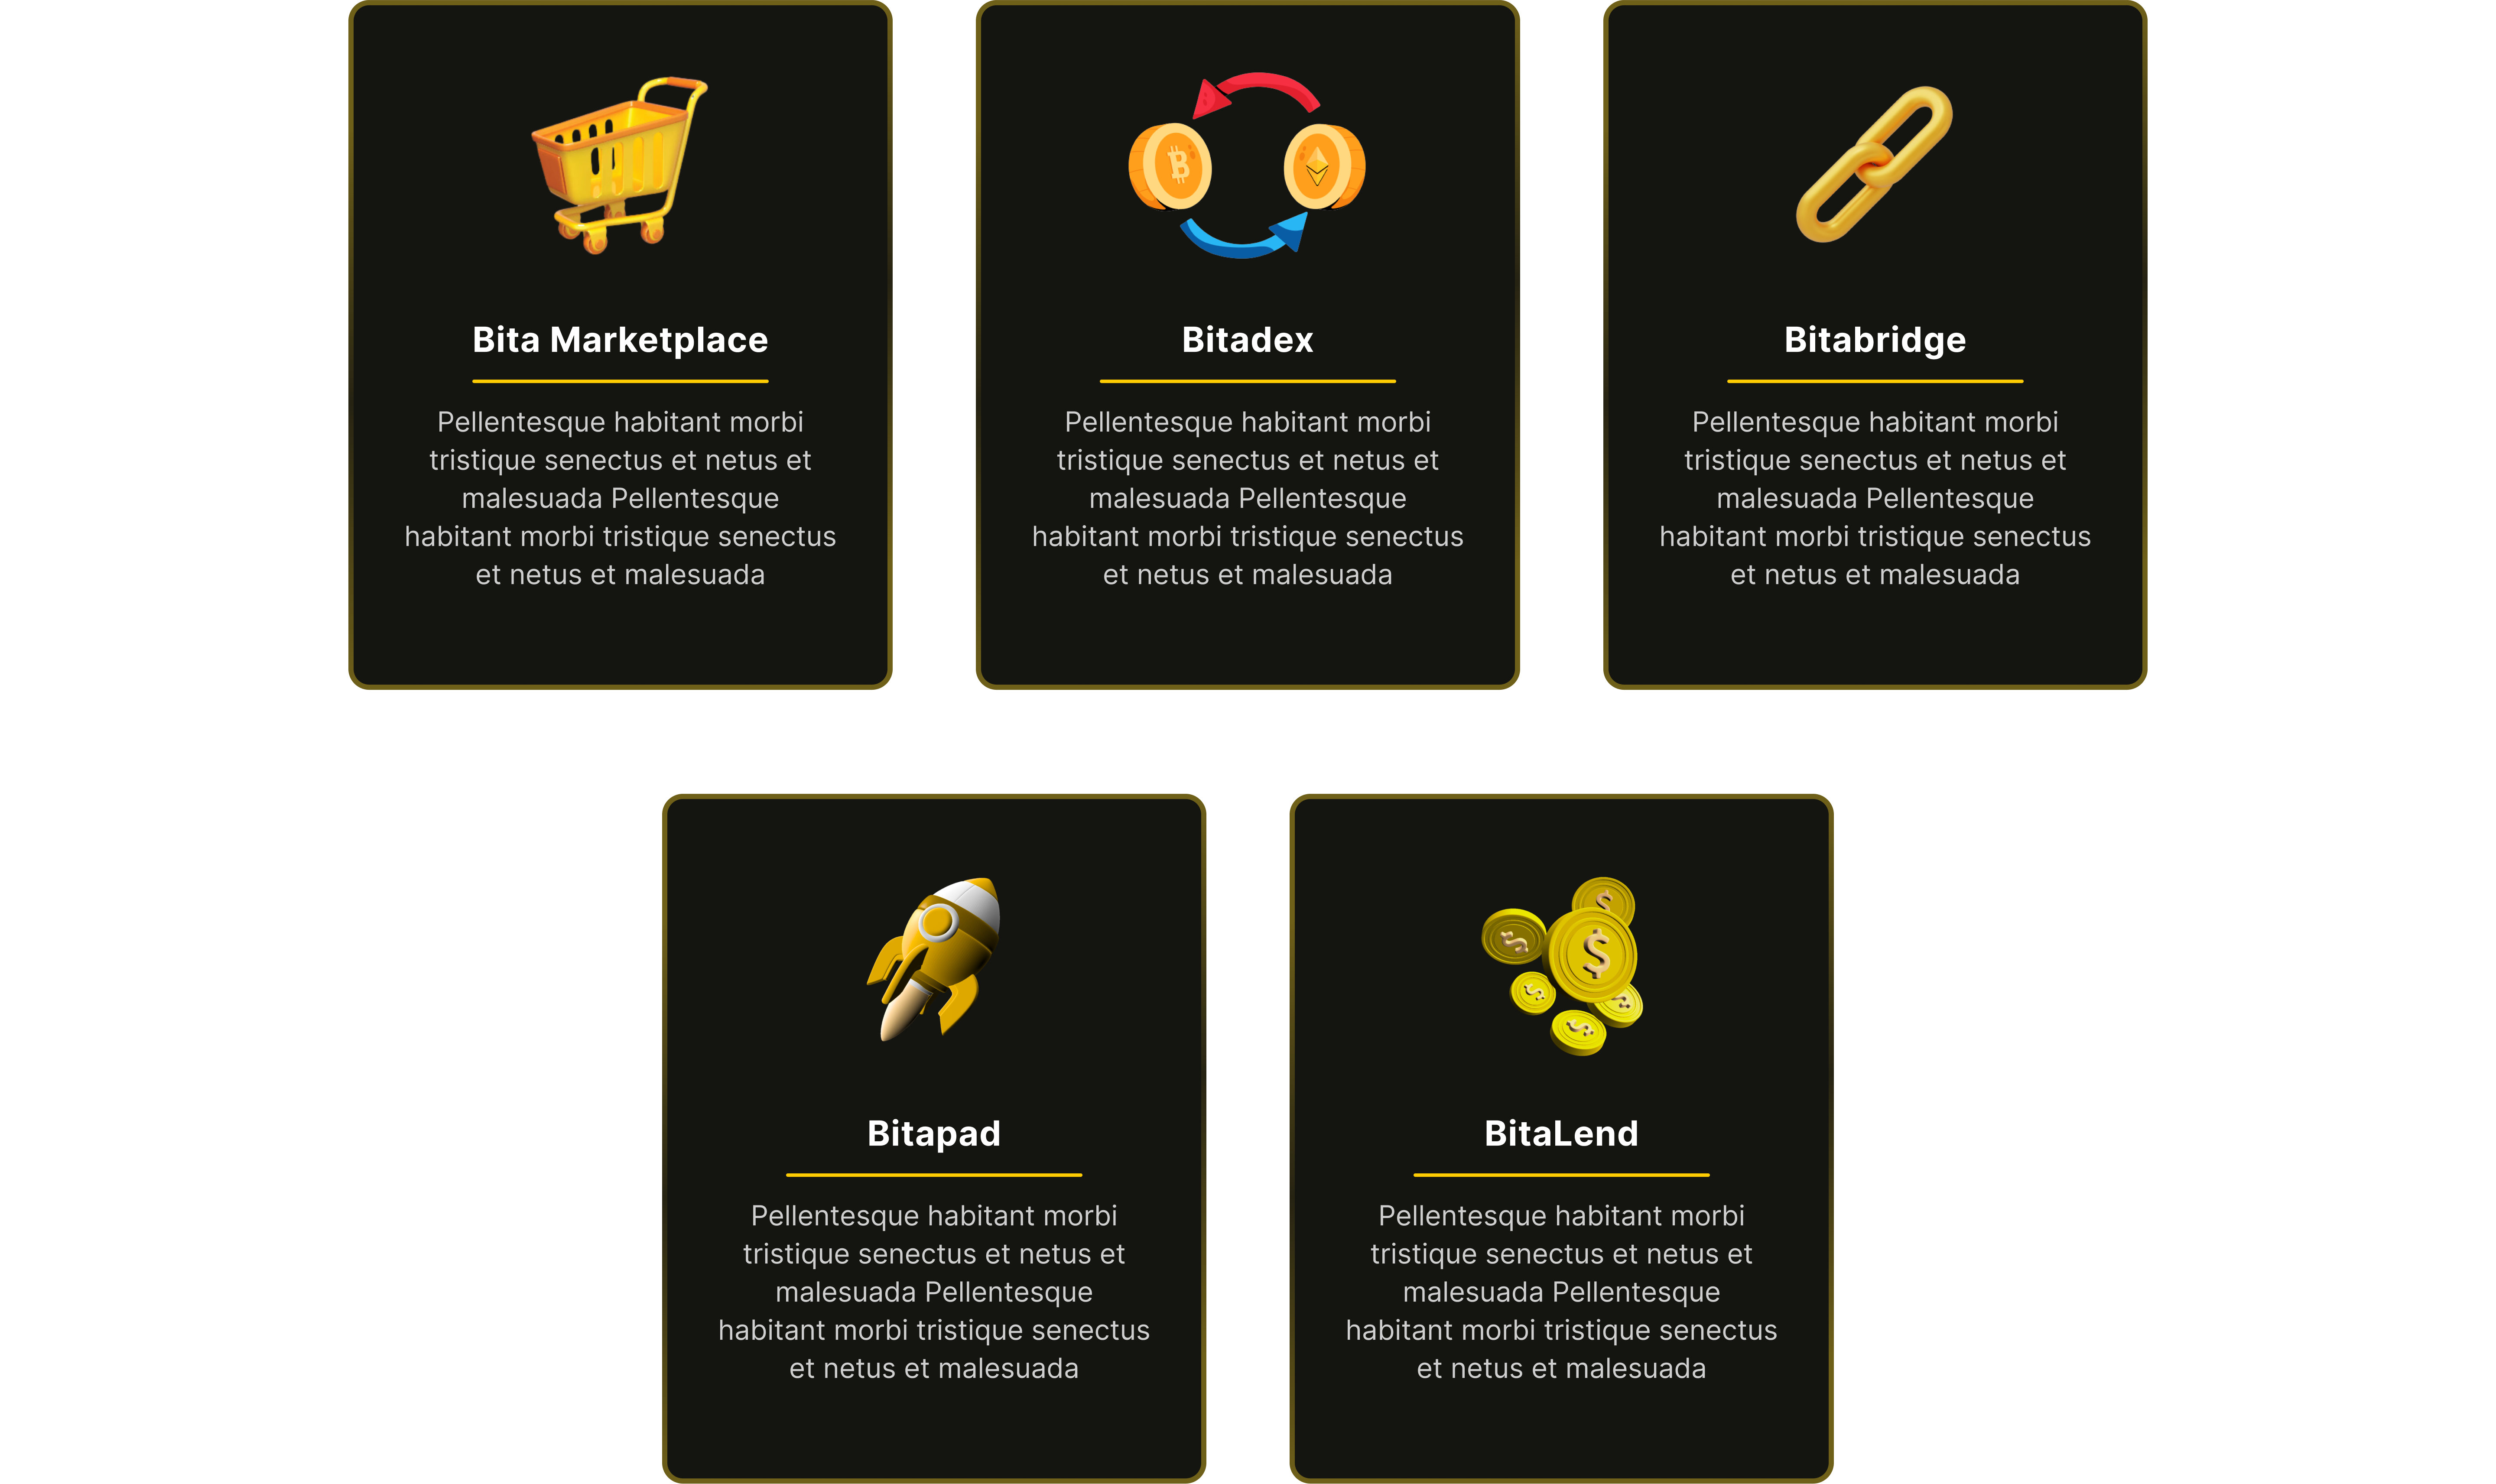 Bita Marketplace
Pellentesque habitant morbi
tristique senectus et netus et
malesuada Pellentesque
habitant morbi tristique senectus
et netus et malesuada
Bitadex
Pellentesque habitant morbi
tristique senectus et netus et
malesuada Pellentesque
habitant morbi tristique senectus
et netus et malesuada
Bitabridge
Pellentesque habitant morbi
tristique senectus et netus et
malesuada Pellentesque
habitant morbi tristique senectus
et netus et malesuada
Bitapad
Pellentesque habitant morbi
tristique senectus et netus et
malesuada Pellentesque
habitant morbi tristique senectus
et netus et malesuada
BitaLend
Pellentesque habitant morbi
tristique senectus et netus et
malesuada Pellentesque
habitant morbi tristique senectus
et netus et malesuada